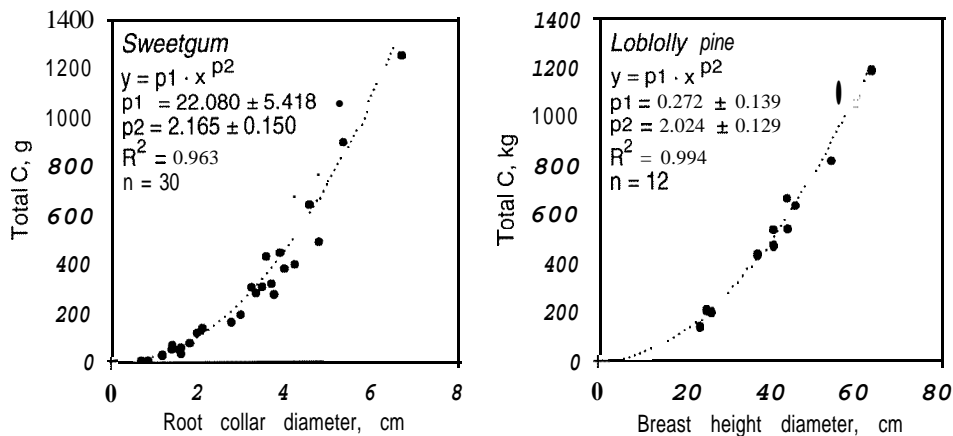 Sweetgum
y = p1 · x^p2
p1 = 22.080 ± 5.418
p2 = 2.165 ± 0.150
R² = 0.963
n = 30
Total C, g
1400
1200
1000
800
600
400
200
0
0 2 4 6 8
Root collar diameter, cm
Loblolly pine
y = p1 · x^p2
p1 = 0.272 ± 0.139
p2 = 2.024 ± 0.129
R² = 0.994
n = 12
Total C, kg
1400
1200
1000
800
600
400
200
0
0 20 40 60 80
Breast height diameter, cm